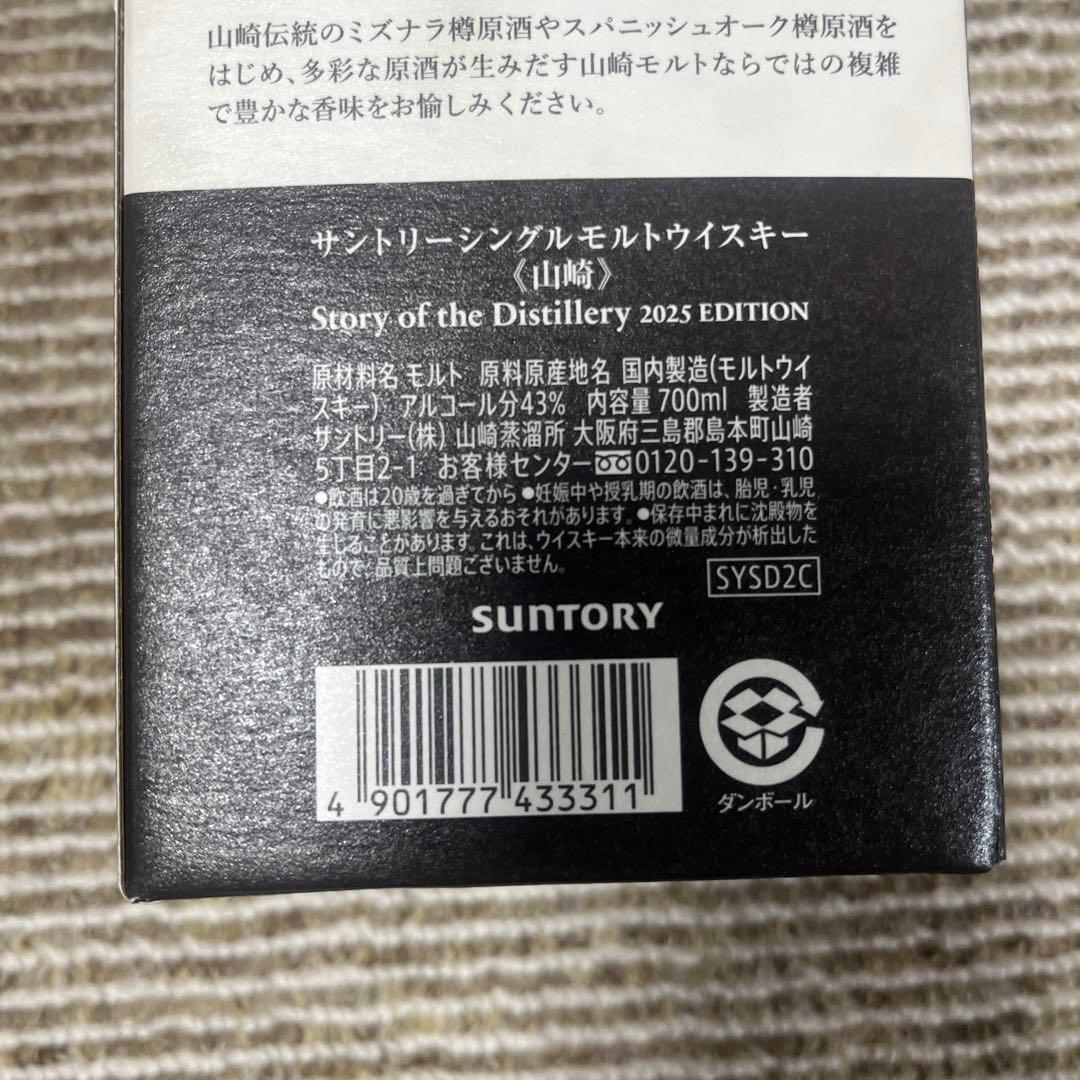 山崎伝統のミズナラ樽原酒やスパニッシュオーク樽原酒を
はじめ、多彩な原酒が生みだす山崎モルトならではの複雑
で豊かな香味をお愉しみください。
サントリーシングルモルトウイスキー
《山崎》
Story of the Distillery 2025 EDITION
原材料名 モルト 原料原産地名 国内製造(モルトウイ
スキー) アルコール分43% 内容量 700ml 製造者
サントリー(株) 山崎蒸溜所 大阪府三島郡島本町山崎
5丁目2-1 お客様センター 0120-139-310
●飲酒は20歳を過ぎてから ●妊娠中や授乳期の飲酒は、胎児・乳児
の発育に悪影響を与えるおそれがあります。●保存中まれに沈殿物を
生じることがあります。これは、ウイスキー本来の微量成分が析出した
もので、品質上問題ございません。
SYSD2C
SUNTORY
4 901777 433311
ダンボール